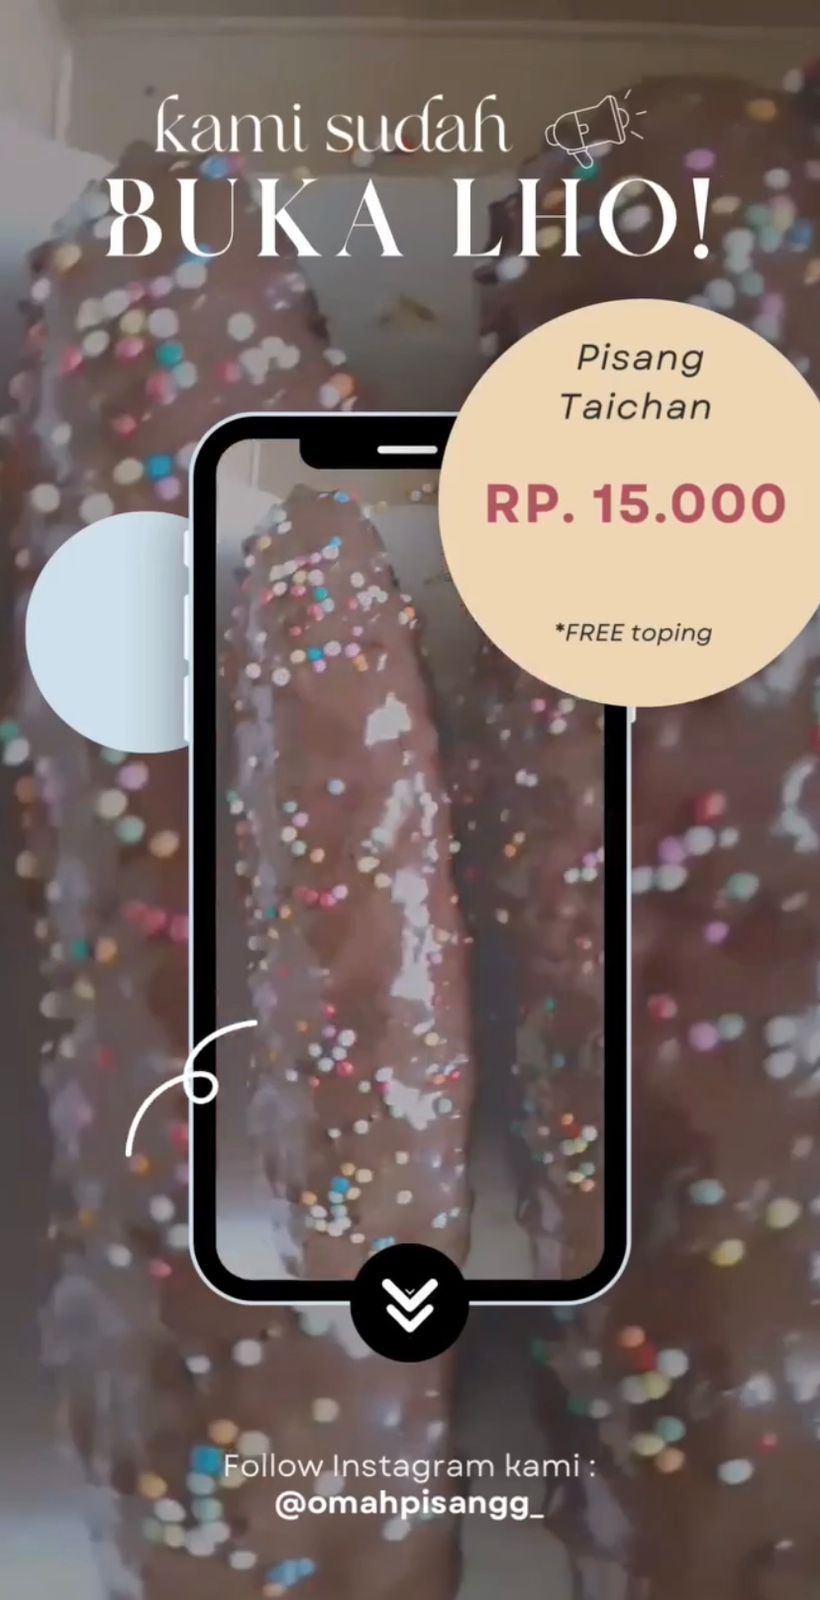 kami sudah
BUKA LHO!
Pisang
Taichan
RP. 15.000
*FREE toping
Follow Instagram kami :
@omahpisangg_